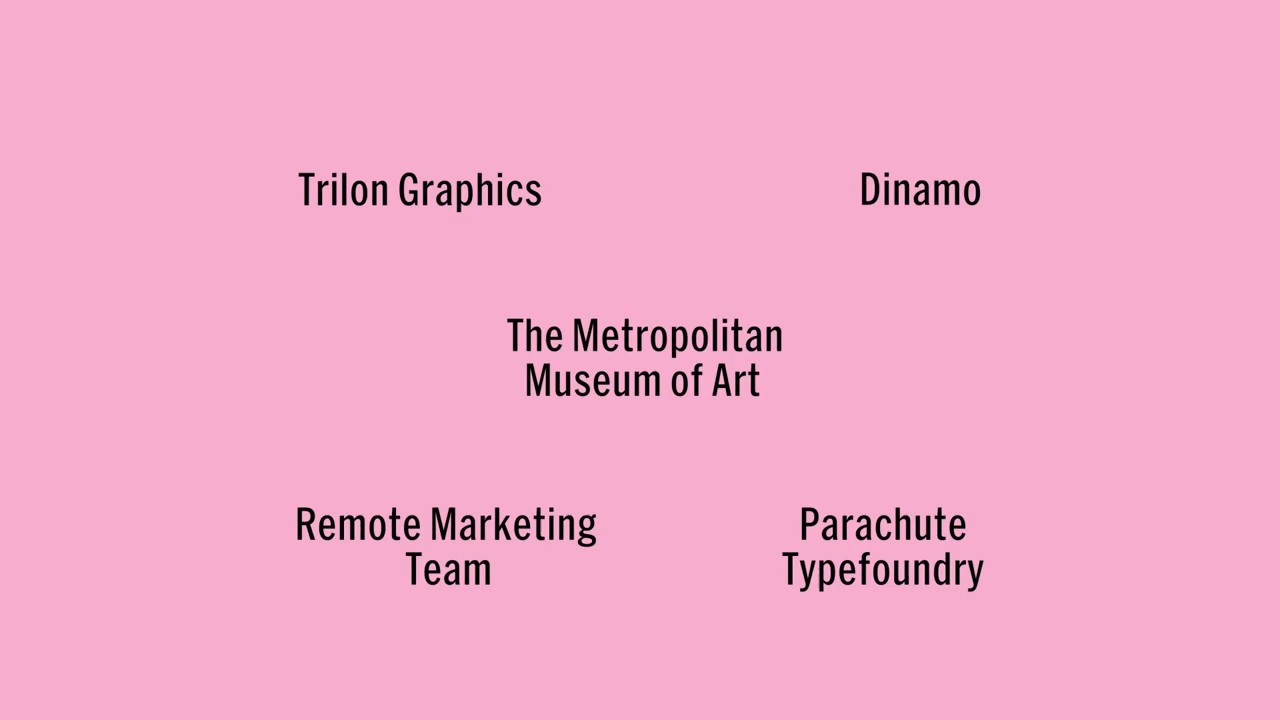 Trilon Graphics
Dinamo
The Metropolitan
Museum of Art
Remote Marketing
Team
Parachute
Typefoundry